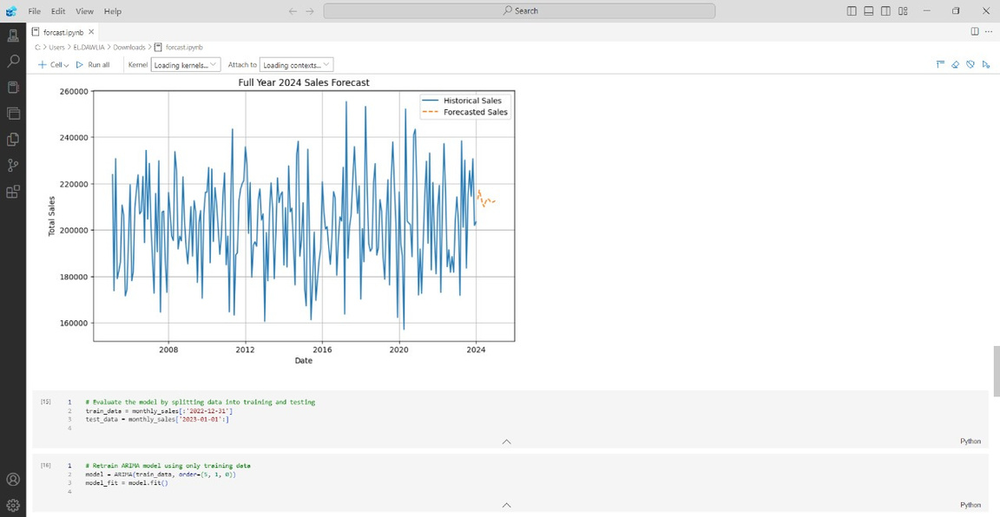 File Edit View Help
Search
forcast.ipynb
C: > Users > EL.DAWLIA > Downloads > forcast.ipynb
Cell Run all Kernel Loading kernels... Attach to Loading contexts...
Full Year 2024 Sales Forecast
Historical Sales
Forecasted Sales
260000
240000
220000
200000
180000
160000
Total Sales
2008 2012 2016 2020 2024
Date
[15]
1 # Evaluate the model by splitting data into training and testing
2 train_data = monthly_sales[:'2022-12-31']
3 test_data = monthly_sales['2023-01-01':]
4
Python
[16]
1 # Retrain ARIMA model using only training data
2 model = ARIMA(train_data, order=(5, 1, 0))
3 model_fit = model.fit()
4
Python